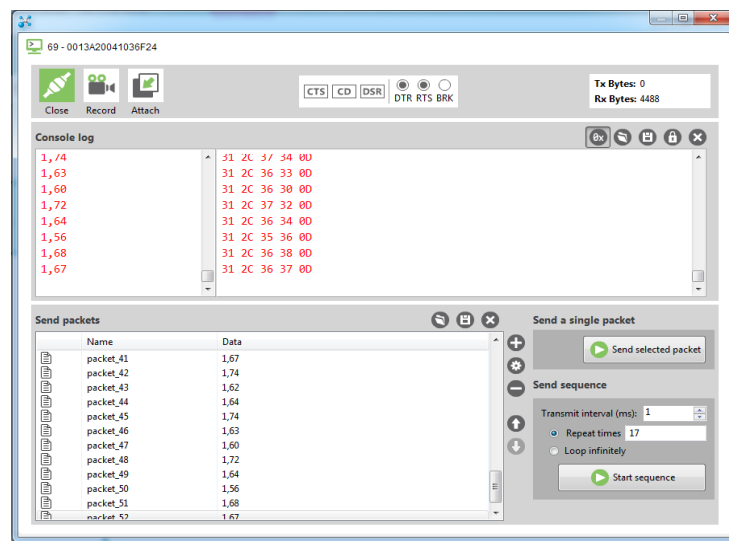 69 - 0013A20041036F24
Close Record Attach
CTS CD DSR DTR RTS BRK
Tx Bytes: 0
Rx Bytes: 4488
Console log
1,74 31 2C 37 34 0D
1,63 31 2C 36 33 0D
1,60 31 2C 36 30 0D
1,72 31 2C 37 32 0D
1,64 31 2C 36 34 0D
1,56 31 2C 35 36 0D
1,68 31 2C 36 38 0D
1,67 31 2C 36 37 0D
Send packets
Name Data
packet_41 1,67
packet_42 1,74
packet_43 1,62
packet_44 1,64
packet_45 1,74
packet_46 1,63
packet_47 1,60
packet_48 1,72
packet_49 1,64
packet_50 1,56
packet_51 1,68
packet_52 1,67
Send a single packet
Send selected packet
Send sequence
Transmit interval (ms): 1
Repeat times 17
Loop infinitely
Start sequence